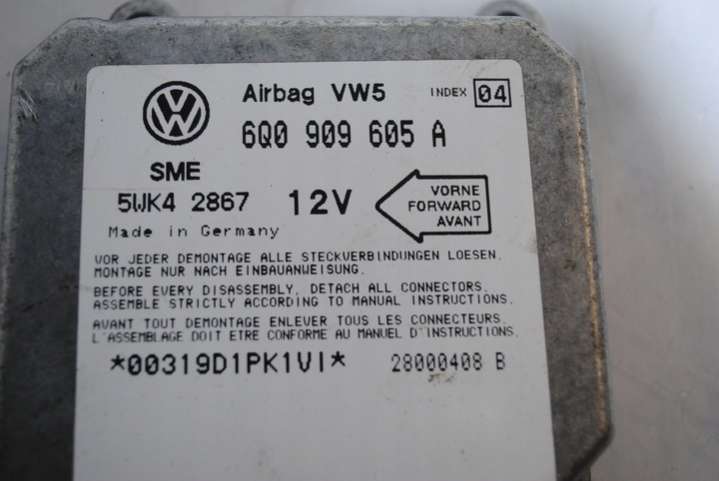 VW
Airbag VW5 INDEX 04
6Q0 909 605 A
SME
5WK4 2867 12V
VORNE
FORWARD
AVANT
Made in Germany
VOR JEDER DEMONTAGE ALLE STECKVERBINDUNGEN LOESEN.
MONTAGE NUR NACH EINBAUANWEISUNG.
BEFORE EVERY DISASSEMBLY, DETACH ALL CONNECTORS.
ASSEMBLE STRICTLY ACCORDING TO MANUAL INSTRUCTIONS.
AVANT TOUT DEMONTAGE ENLEVER TOUS LES CONNECTEURS.
L'ASSEMBLAGE DOIT ETRE CONFORME AU MANUEL D'INSTRUCTIONS.
*00319D1PK1VI* 28000408 B